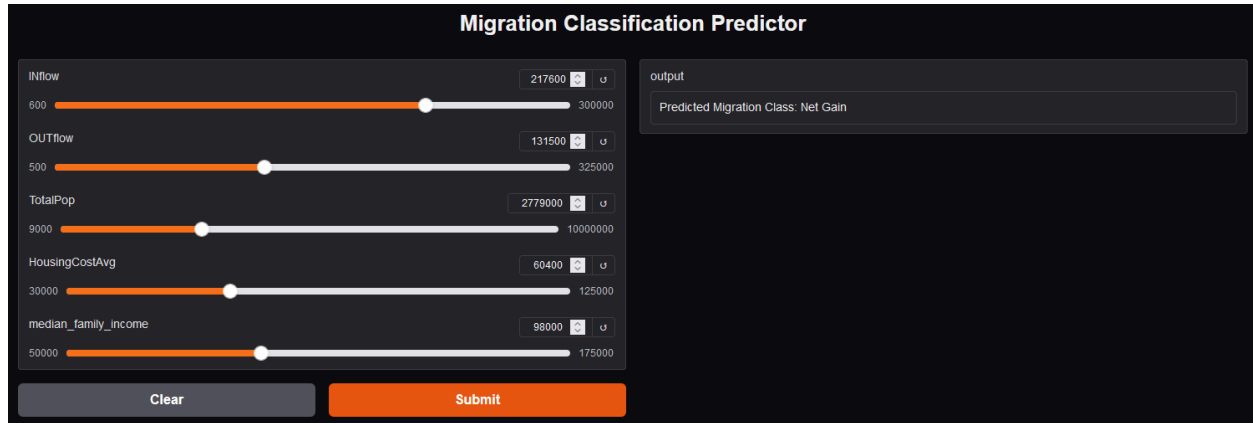 Migration Classification Predictor
INflow
217600
600
300000
OUTflow
131500
500
325000
TotalPop
2779000
9000
10000000
HousingCostAvg
60400
30000
125000
median_family_income
98000
50000
175000
Clear
Submit
output
Predicted Migration Class: Net Gain